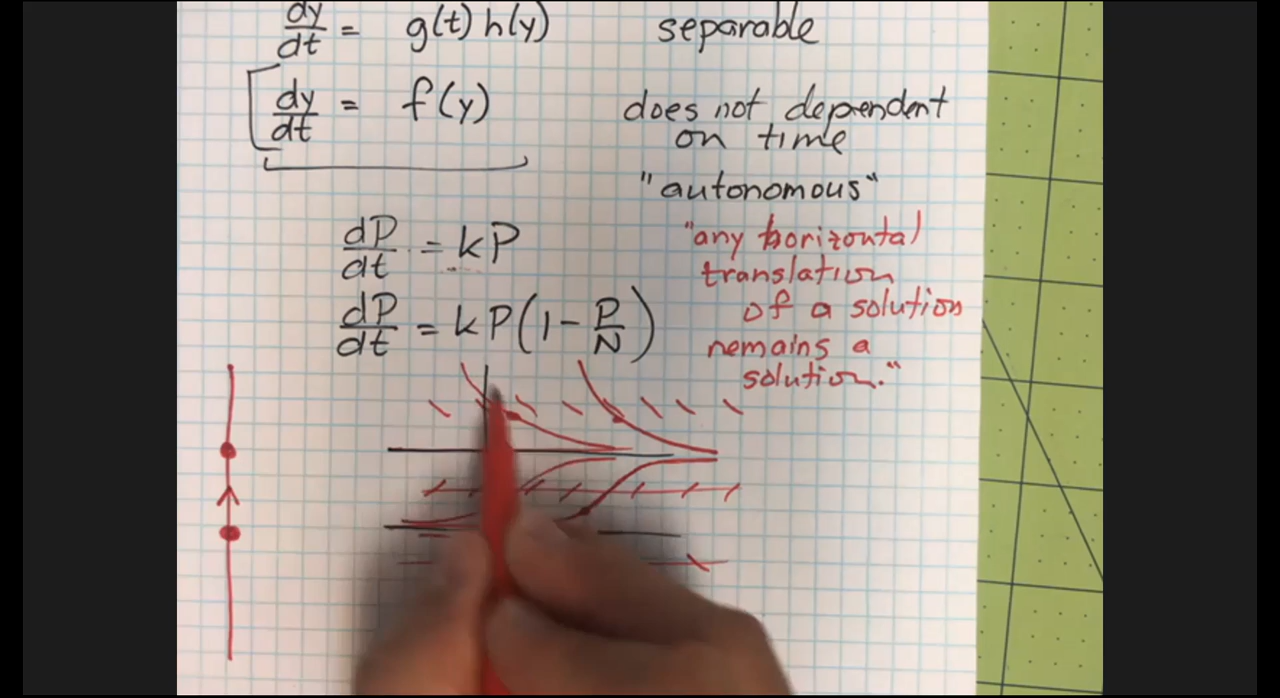 dy/dt = g(t) h(y) separable
dy/dt = f(y) does not dependent
on time
"autonomous"
dP/dt = kP "any horizontal
translation
dP/dt = kP(1 - P/N) of a solution
remains a
solution."